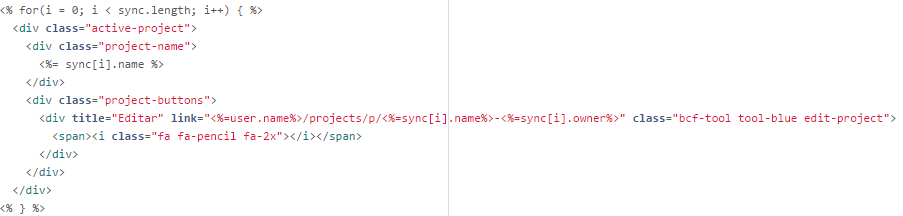 <% for(i = 0; i < sync.length; i++) { %>
<div class="active-project">
<div class="project-name">
<%= sync[i].name %>
</div>
<div class="project-buttons">
<div title="Editar" link="<%=user.name%>/projects/p/<%=sync[i].name%>-<%=sync[i].owner%>" class="bcf-tool tool-blue edit-project">
<span><i class="fa fa-pencil fa-2x"></i></span>
</div>
</div>
</div>
<% } %>